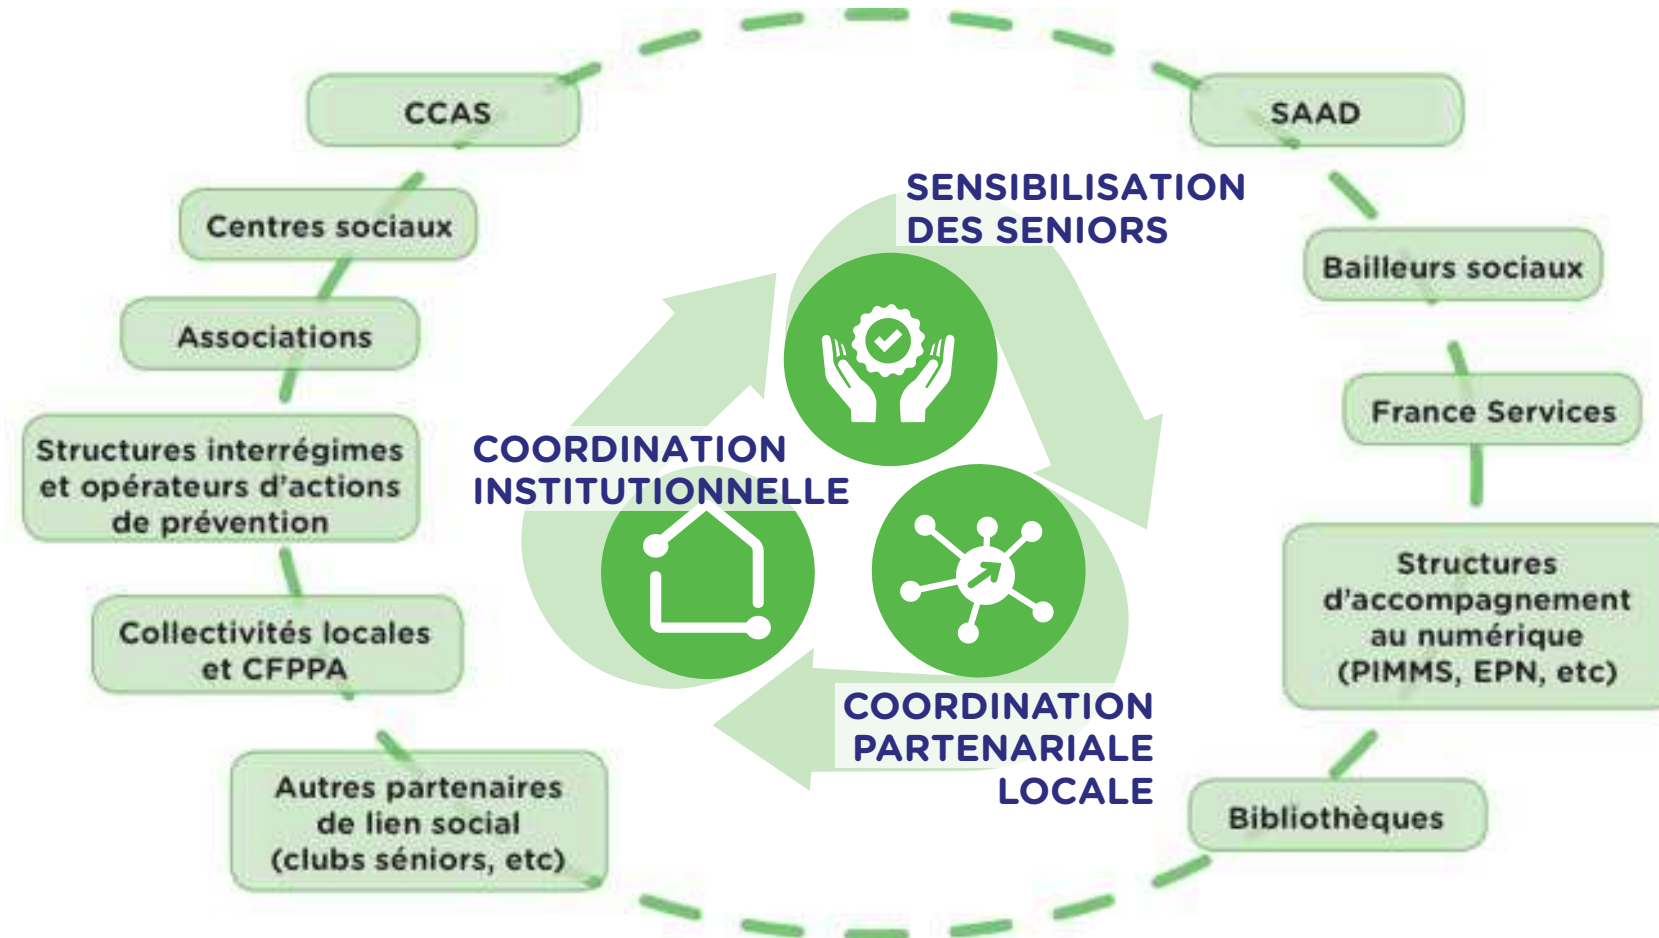 CCAS
Centres sociaux
Associations
Structures interrégimes
et opérateurs d'actions
de prévention
Collectivités locales
et CFPPA
Autres partenaires
de lien social
(clubs séniors, etc)
SENSIBILISATION
DES SENIORS
COORDINATION
INSTITUTIONNELLE
COORDINATION
PARTENARIALE
LOCALE
SAAD
Bailleurs sociaux
France Services
Structures
d'accompagnement
au numérique
(PIMMS, EPN, etc)
Bibliothèques